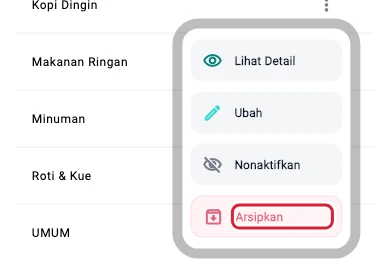 Kopi Dingin
Makanan Ringan
Minuman
Roti & Kue
UMUM
Lihat Detail
Ubah
Nonaktifkan
Arsipkan